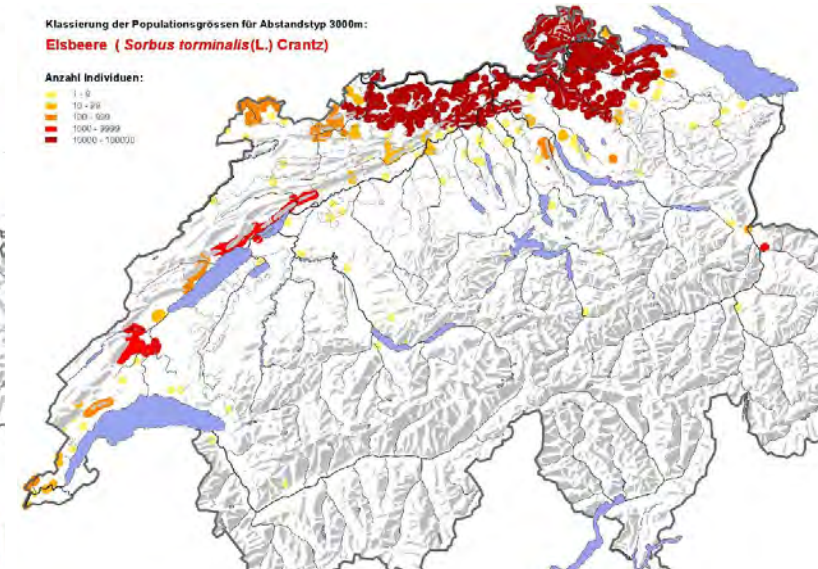 Klassierung der Populationsgrössen für Abstandstyp 3000m:
Elsbeere ( Sorbus torminalis(L.) Crantz)
Anzahl Individuen:
1 - 9
10 - 99
100 - 999
1000 - 9999
10000 - 100000